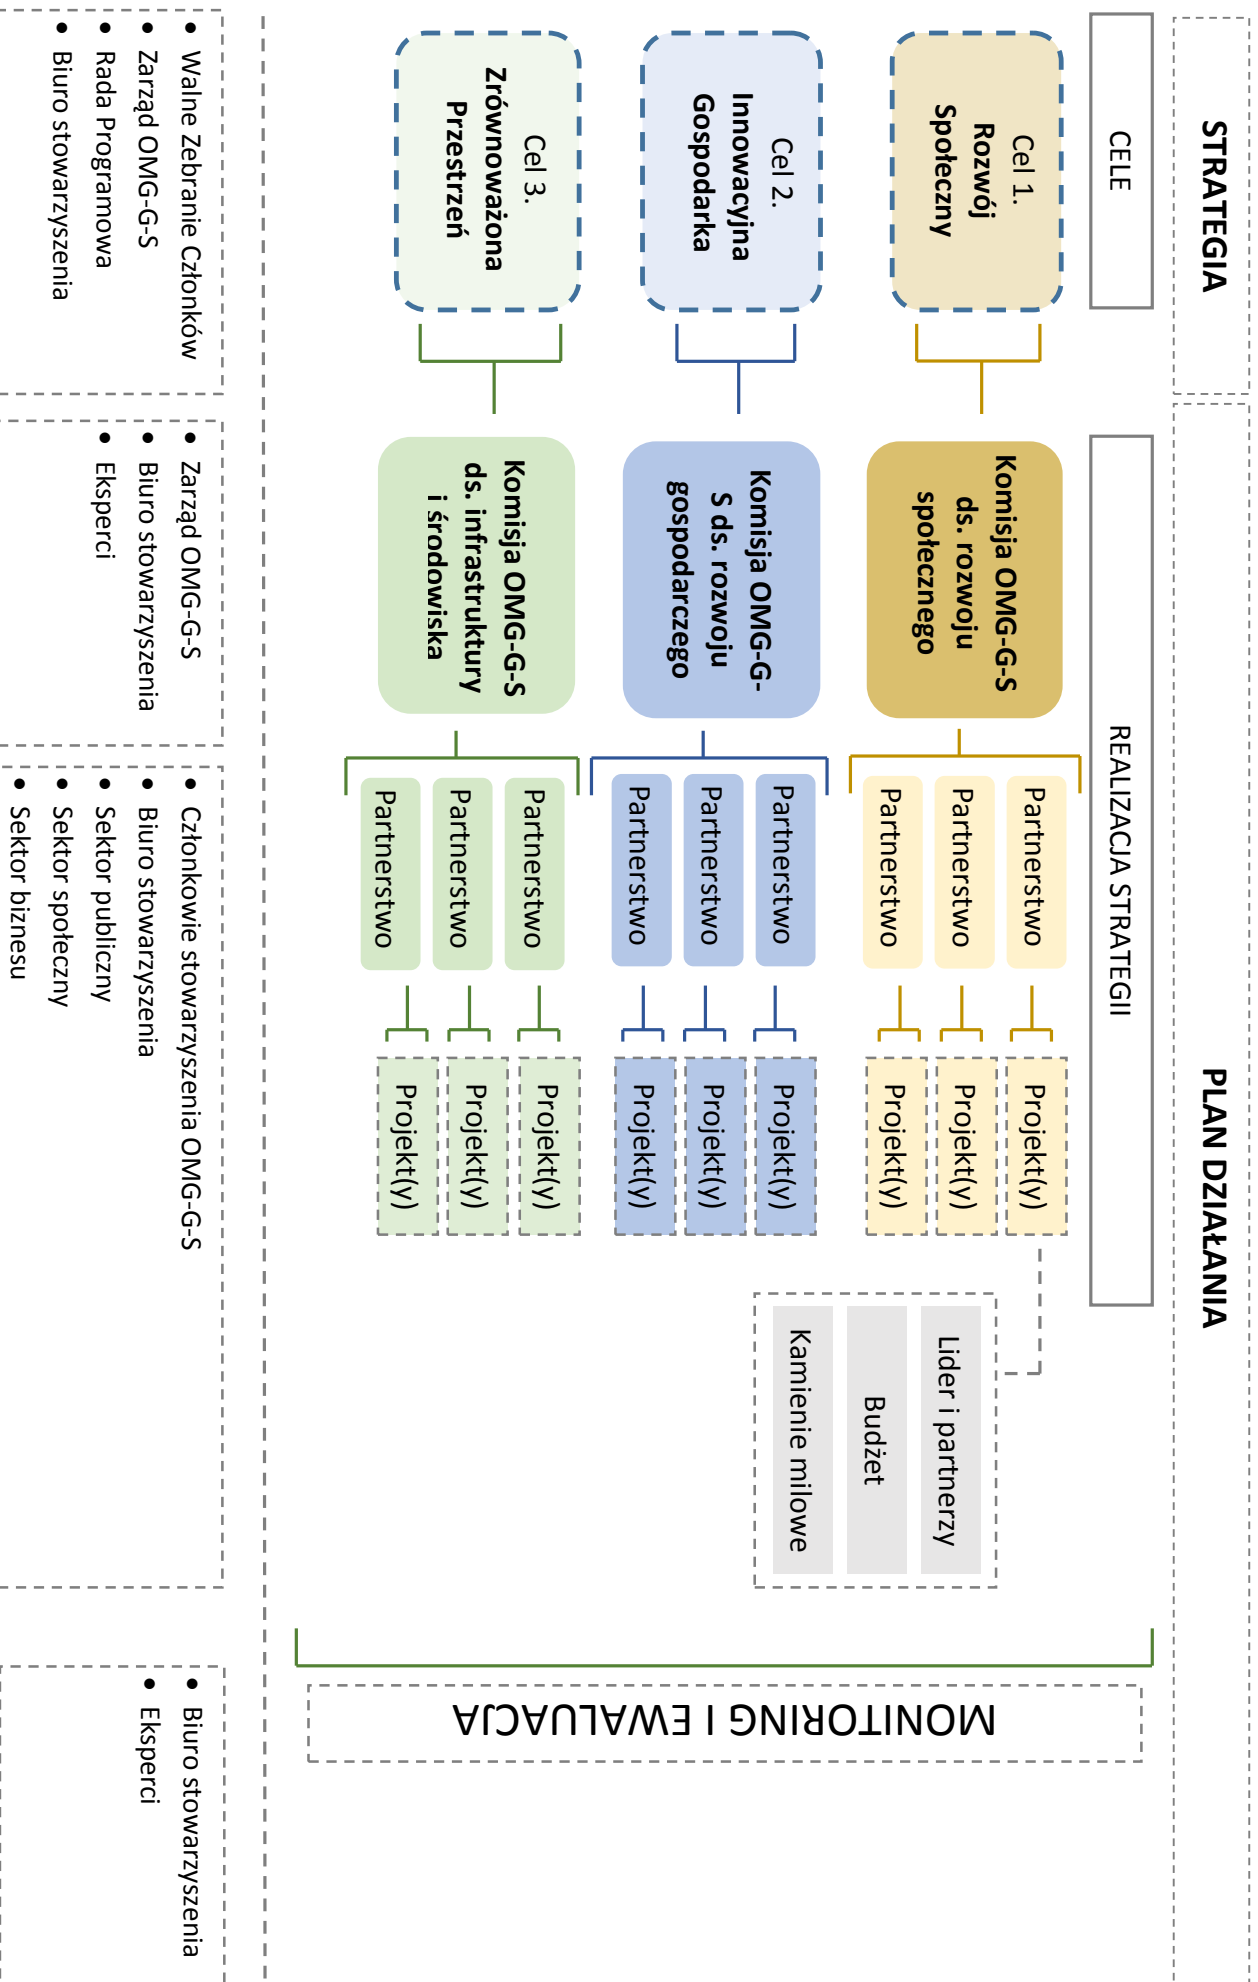 STRATEGIA
PLAN DZIAŁANIA
CELE
REALIZACJA STRATEGII
Cel 1.
Rozwój
Społeczny
Komisja OMG-G-S
ds. rozwoju
społecznego
Partnerstwo
Partnerstwo
Partnerstwo
Projekt(y)
Projekt(y)
Projekt(y)
Lider i partnerzy
Budżet
Kamienie milowe
Cel 2.
Innowacyjna
Gospodarka
Komisja OMG-G-
S ds. rozwoju
gospodarczego
Partnerstwo
Partnerstwo
Partnerstwo
Projekt(y)
Projekt(y)
Projekt(y)
Cel 3.
Zrównoważona
Przestrzeń
Komisja OMG-G-S
ds. infrastruktury
i środowiska
Partnerstwo
Partnerstwo
Partnerstwo
Projekt(y)
Projekt(y)
Projekt(y)
MONITORING I EWALUACJA
• Walne Zebranie Członków
• Zarząd OMG-G-S
• Rada Programowa
• Biuro stowarzyszenia
• Zarząd OMG-G-S
• Biuro stowarzyszenia
• Eksperci
• Członkowie stowarzyszenia OMG-G-S
• Biuro stowarzyszenia
• Sektor publiczny
• Sektor społeczny
• Sektor biznesu
• Biuro stowarzyszenia
• Eksperci